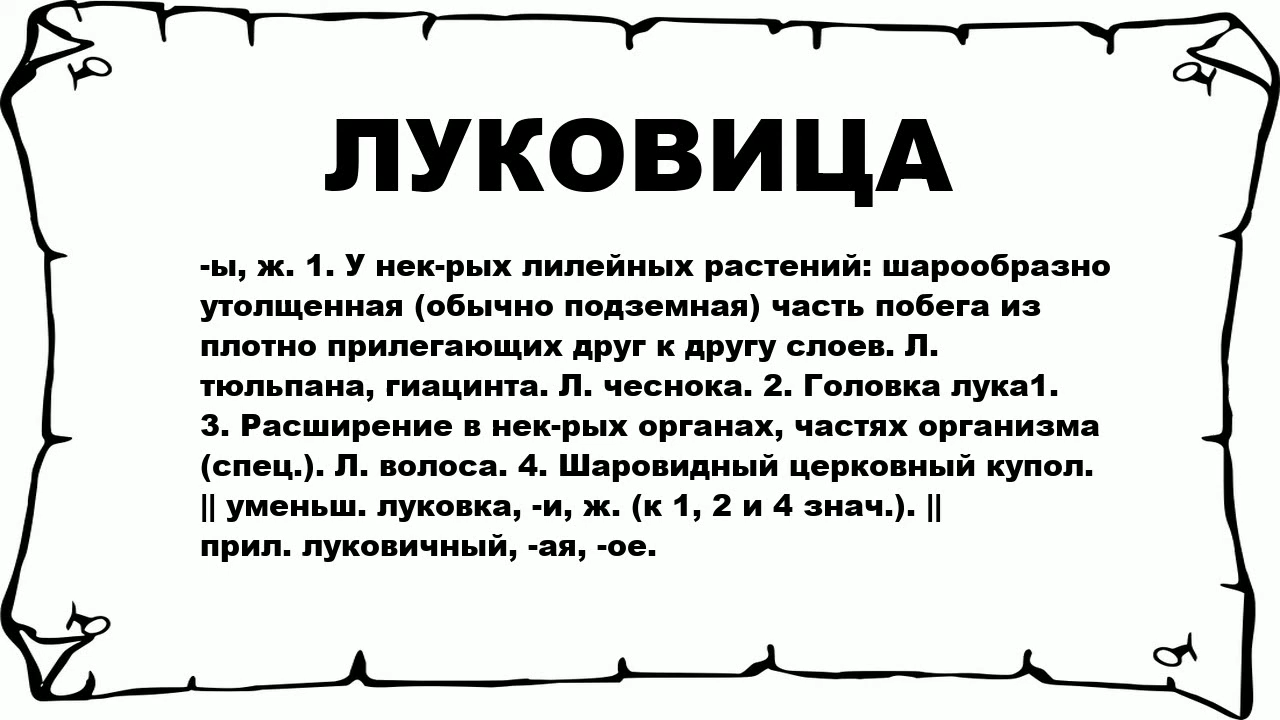 ЛУКОВИЦА
-ы, ж. 1. У нек-рых лилейных растений: шарообразно
утолщенная (обычно подземная) часть побега из
плотно прилегающих друг к другу слоев. Л.
тюльпана, гиацинта. Л. чеснока. 2. Головка лука1.
3. Расширение в нек-рых органах, частях организма
(спец.). Л. волоса. 4. Шаровидный церковный купол.
|| уменьш. луковка, -и, ж. (к 1, 2 и 4 знач.). ||
прил. луковичный, -ая, -ое.